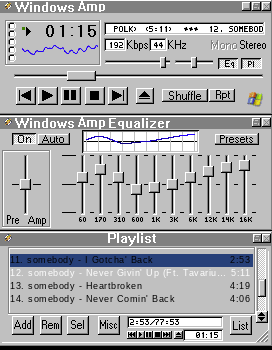 Windows Amp
01:15
POLK> <5:11> *** 12. SOMEBOD
192 Kbps 44 KHz Mono Stereo
Eq Pl
Shuffle Rpt
Windows Amp Equalizer
On Auto Presets
Pre Amp 60 170 310 600 1K 3K 6K 12K 14K 16K
Playlist
11. somebody - I Gotcha' Back 2:53
12. somebody - Never Givin' Up (Ft. Tavariu... 5:11
13. somebody - Heartbroken 4:19
14. somebody - Never Comin' Back 4:06
Add Rem Sel Misc 2:53/77:53 List
01:15